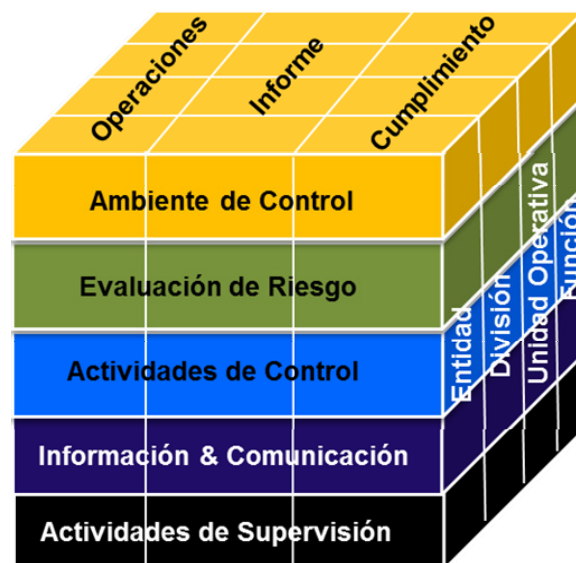 Operaciones
Informe
Cumplimiento
Ambiente de Control
Evaluación de Riesgo
Actividades de Control
Información & Comunicación
Actividades de Supervisión
Entidad
División
Unidad Operativa
Función